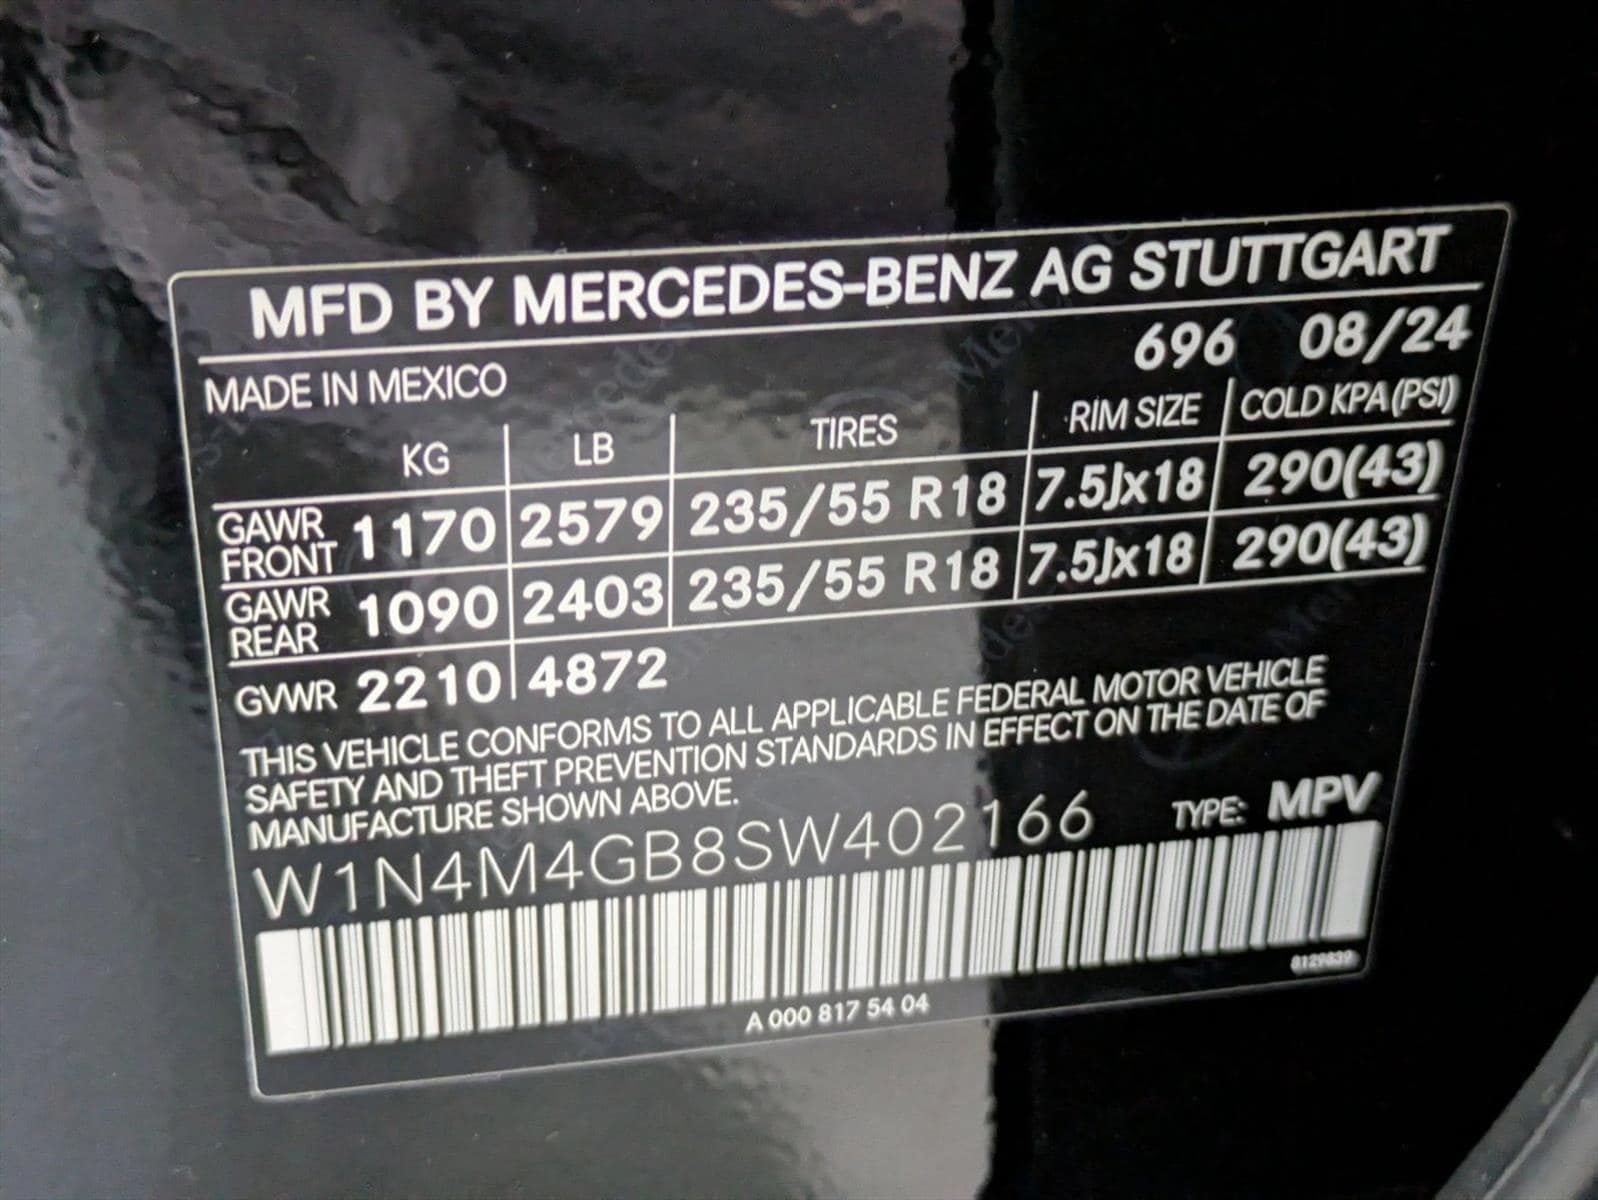 MFD BY MERCEDES-BENZ AG STUTTGART
MADE IN MEXICO 696 08/24
KG LB TIRES RIM SIZE COLD KPA(PSI)
GAWR FRONT 1170 2579 235/55 R18 7.5Jx18 290(43)
GAWR REAR 1090 2403 235/55 R18 7.5Jx18 290(43)
GVWR 2210 4872
THIS VEHICLE CONFORMS TO ALL APPLICABLE FEDERAL MOTOR VEHICLE
SAFETY AND THEFT PREVENTION STANDARDS IN EFFECT ON THE DATE OF
MANUFACTURE SHOWN ABOVE.
W1N4M4GB8SW402166 TYPE: MPV
8129839
A 000 817 54 04